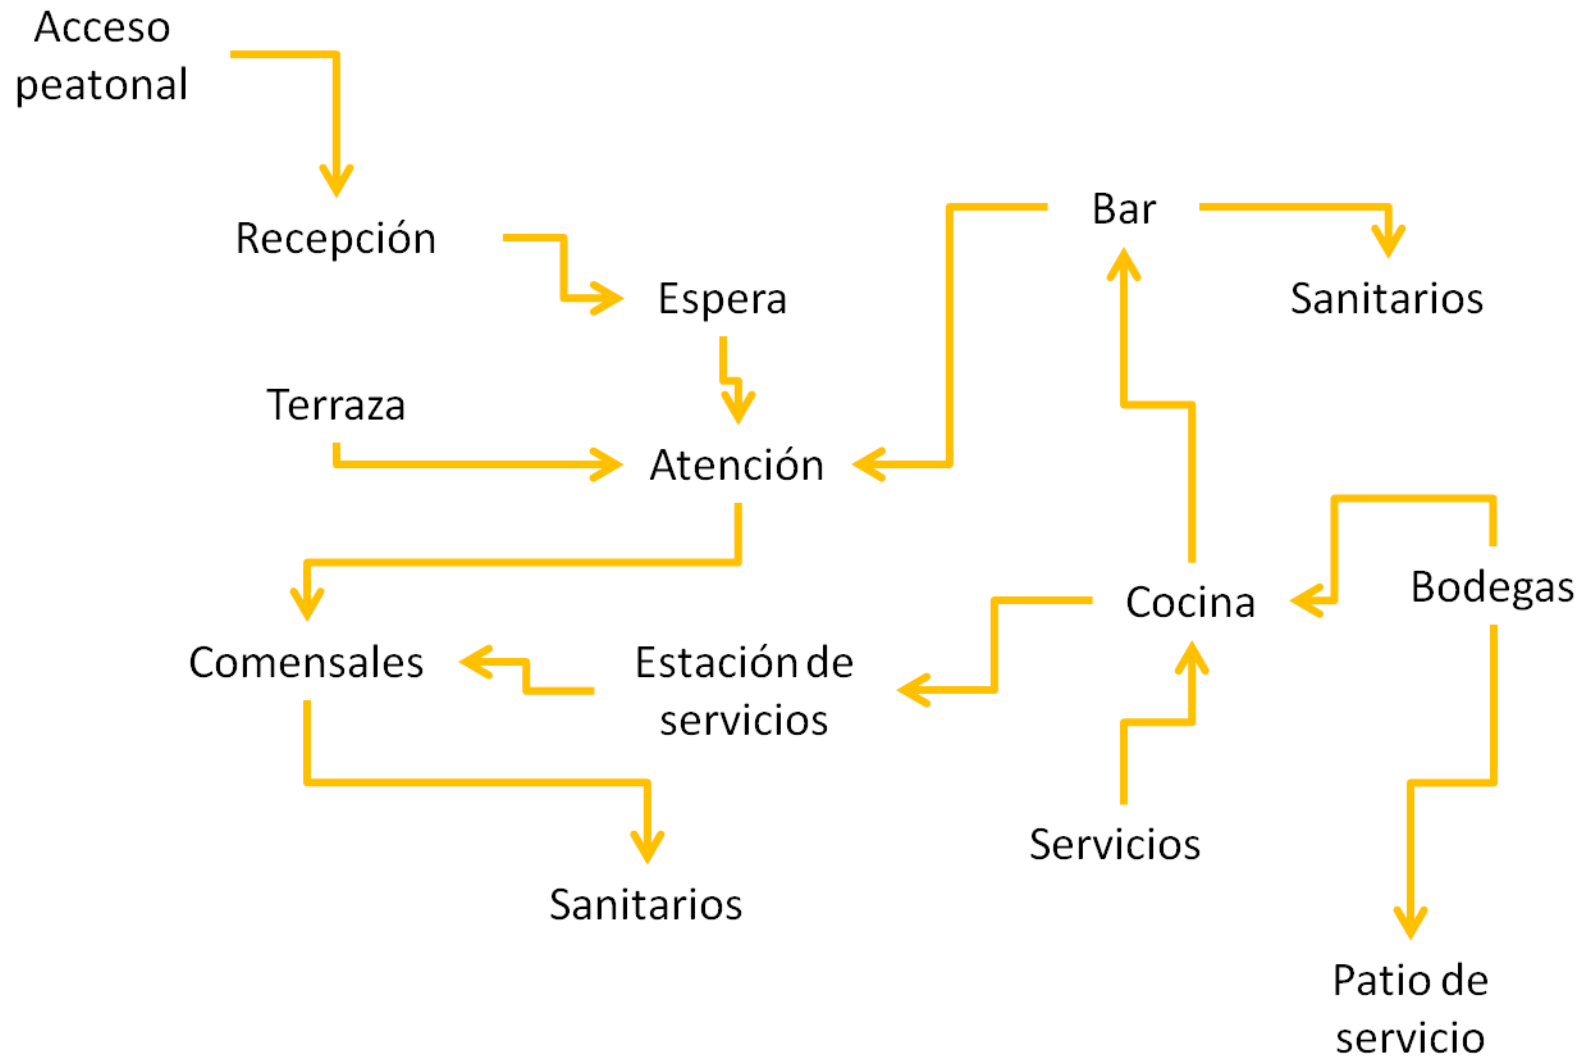 Acceso
peatonal
Recepción
Bar
Espera
Sanitarios
Terraza
Atención
Cocina
Bodegas
Comensales
Estación de
servicios
Servicios
Sanitarios
Patio de
servicio